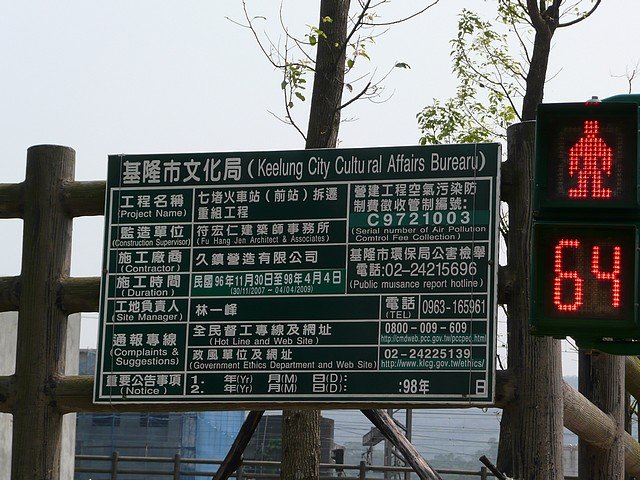 基隆市文化局 (Keelung City Cultural Affairs Burearu)
工程名稱
(Project Name)
七堵火車站(前站)拆遷
重組工程
營建工程空氣污染防
制費徵收管制編號:
C9721003
(Serial number of Air Pollution
Comtrol Fee Collection)
監造單位
(Construction Supervisor)
符宏仁建築師事務所
(Fu Hang Jen Architect & Associates)
施工廠商
(Contractor)
久鎮營造有限公司
基隆市環保局公害檢舉
電話:02-24215696
(Public musance report hotline)
施工時間
(Duration)
民國96年11月30日至98年4月4日
(30/11/2007 ~ 04/04/2009)
工地負責人
(Site Manager)
林一峰
電話
(TEL)
0963-165961
通報專線
(Complaints &
Suggestions)
全民督工專線及網址
(Hot Line and Web Site)
0800-009-609
http://cmdweb.pcc.gov.tw/pccpec.html
政風單位及網址
(Government Ethics Department and Web Site)
02-24225139
http://www.klcg.gov.tw/ethics/
重要公告事項
(Notice)
1. 年(Yr) 月(M) 日(D):
2. 年(Yr) 月(M) 日(D):
:98年 日
64